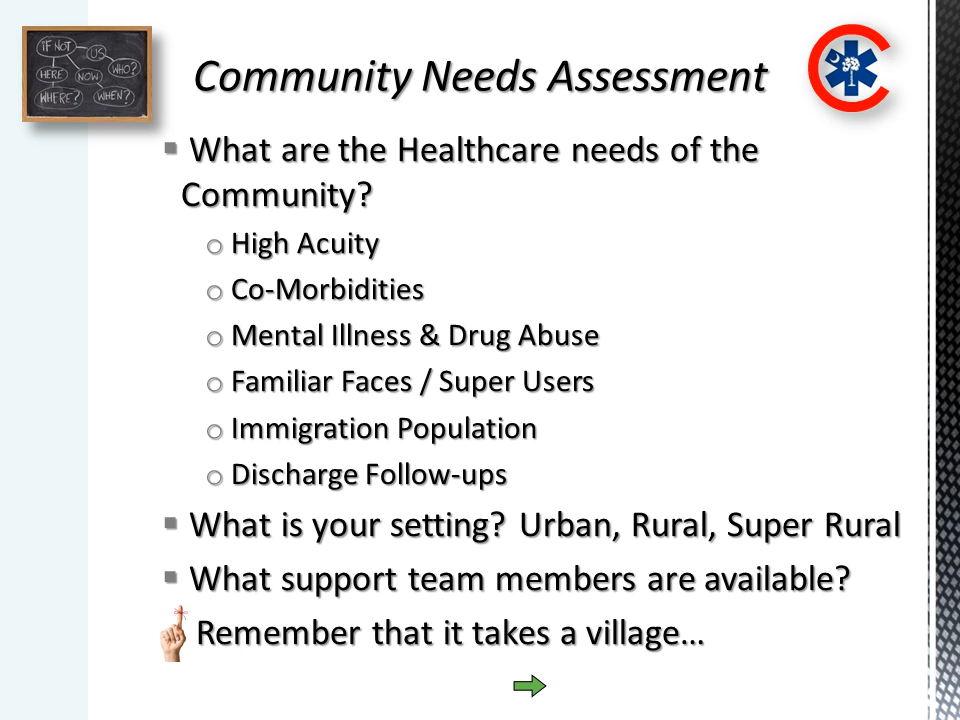 IF NOT
US
HERE
NOW
WHO?
WHERE?
WHEN?
Community Needs Assessment
What are the Healthcare needs of the
Community?
High Acuity
Co-Morbidities
Mental Illness & Drug Abuse
Familiar Faces / Super Users
Immigration Population
Discharge Follow-ups
What is your setting? Urban, Rural, Super Rural
What support team members are available?
Remember that it takes a village…